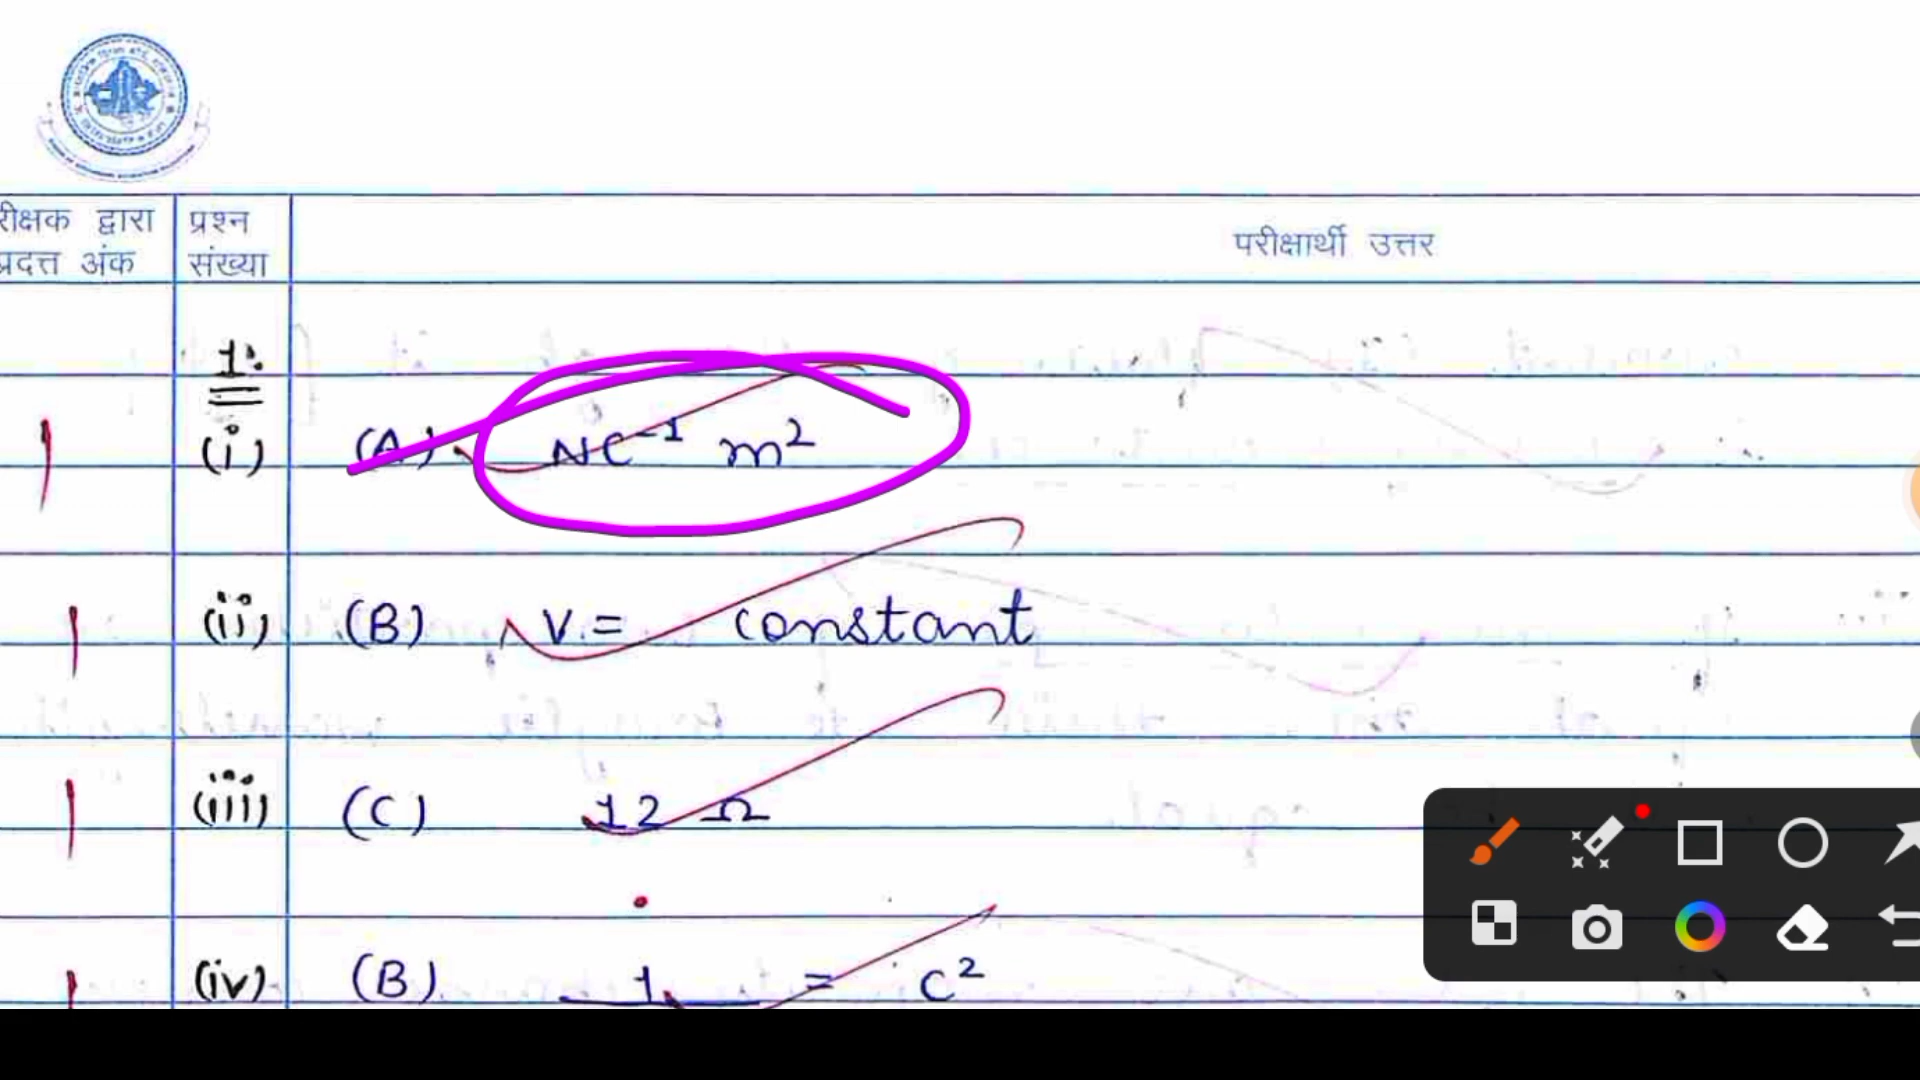 रीक्षक द्वारा
प्रदत्त अंक
प्रश्न
संख्या
परीक्षार्थी उत्तर
1.
1 (i) (A) NC⁻¹ m²
1 (ii) (B) V = constant
1 (iii) (C) 12 Ω
1 (iv) (B) 1 = c²